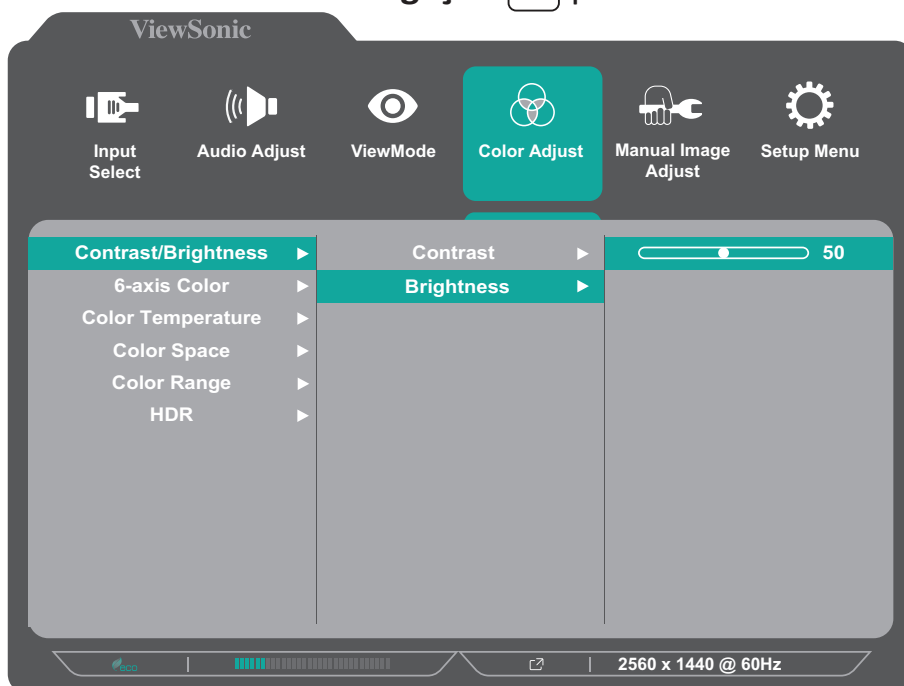 ViewSonic
Input
Select
Audio Adjust
ViewMode
Color Adjust
Manual Image
Adjust
Setup Menu
Contrast/Brightness
Contrast
50
6-axis Color
Brightness
Color Temperature
Color Space
Color Range
HDR
eco
2560 x 1440 @ 60Hz